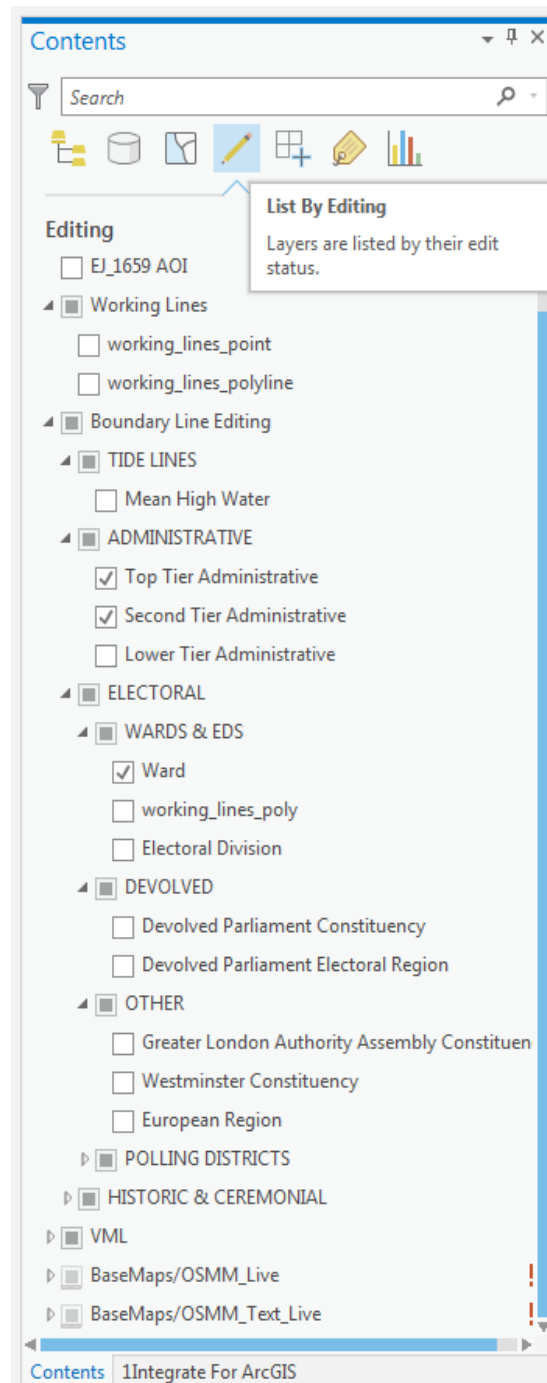 Contents
Search
List By Editing
Layers are listed by their edit
status.
Editing
EJ_1659 AOI
Working Lines
working_lines_point
working_lines_polyline
Boundary Line Editing
TIDE LINES
Mean High Water
ADMINISTRATIVE
Top Tier Administrative
Second Tier Administrative
Lower Tier Administrative
ELECTORAL
WARDS & EDS
Ward
working_lines_poly
Electoral Division
DEVOLVED
Devolved Parliament Constituency
Devolved Parliament Electoral Region
OTHER
Greater London Authority Assembly Constituen
Westminster Constituency
European Region
POLLING DISTRICTS
HISTORIC & CEREMONIAL
VML
BaseMaps/OSMM_Live !
BaseMaps/OSMM_Text_Live !
Contents 1Integrate For ArcGIS